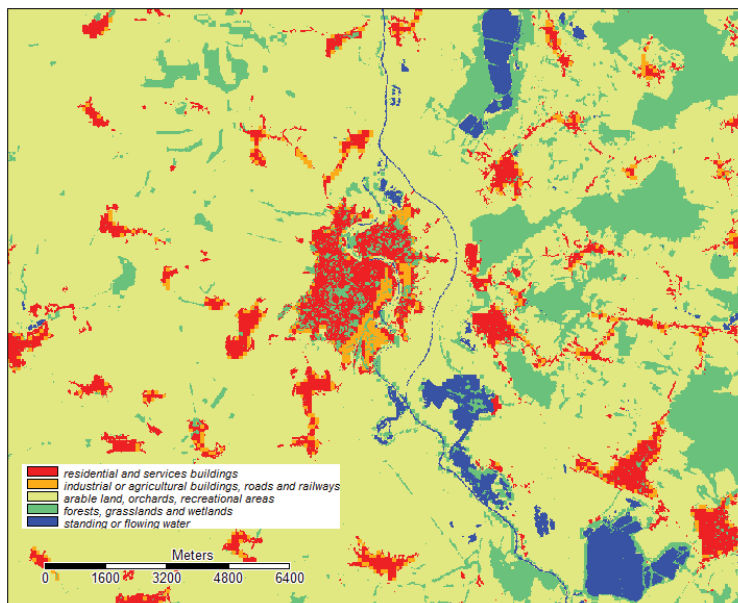 residential and services buildings
industrial or agricultural buildings, roads and railways
arable land, orchards, recreational areas
forests, grasslands and wetlands
standing or flowing water
Meters
0 1600 3200 4800 6400